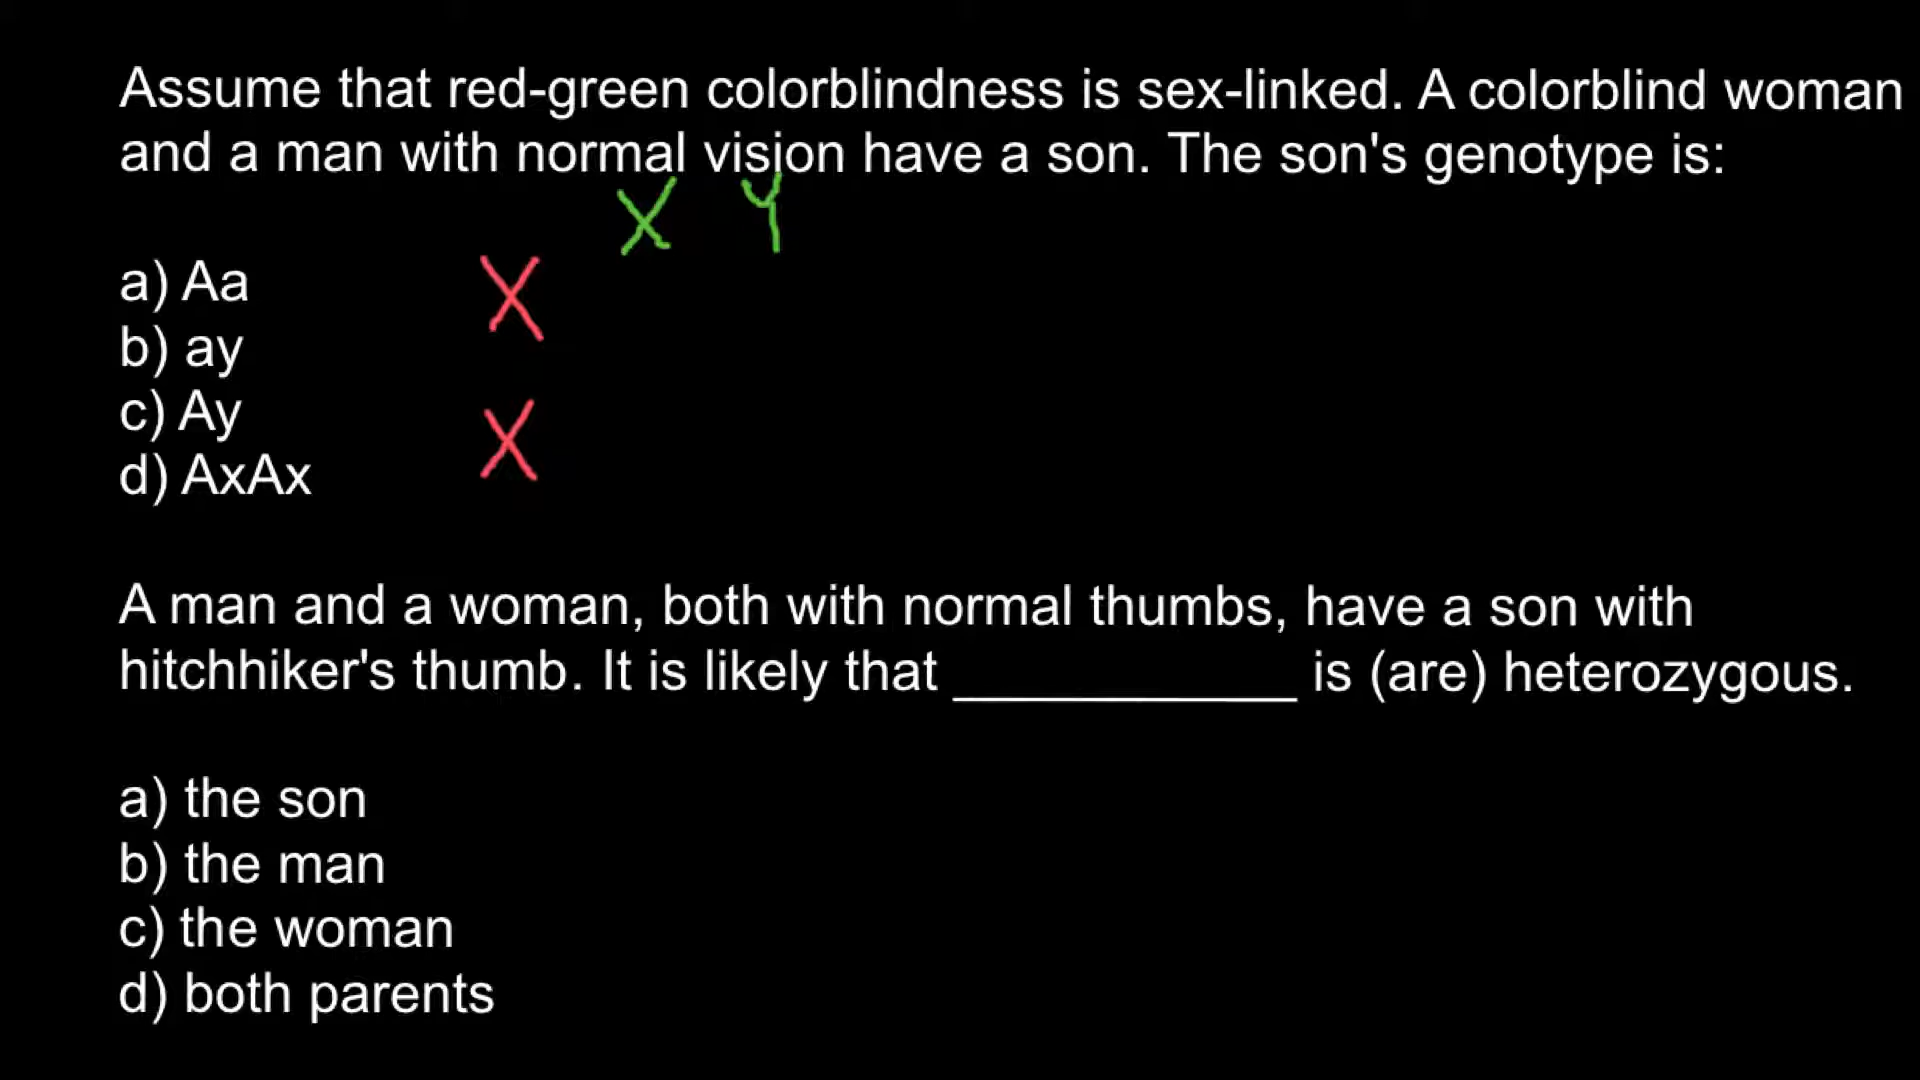 Assume that red-green colorblindness is sex-linked. A colorblind woman
and a man with normal vision have a son. The son's genotype is:
X Y
a) Aa X
b) ay
c) Ay X
d) AxAx
A man and a woman, both with normal thumbs, have a son with
hitchhiker's thumb. It is likely that ____________ is (are) heterozygous.
a) the son
b) the man
c) the woman
d) both parents